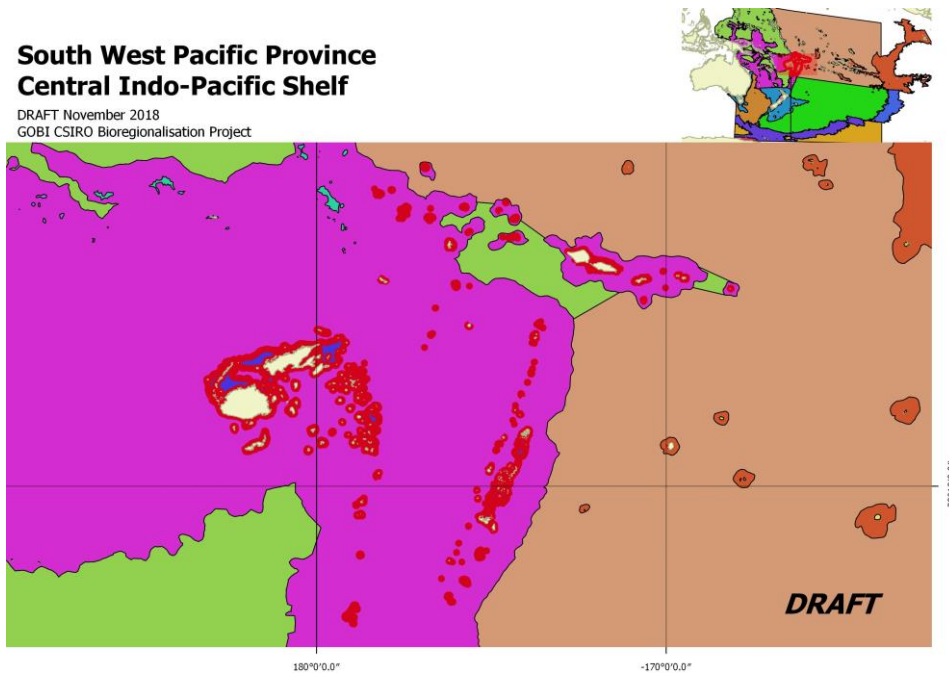 South West Pacific Province
Central Indo-Pacific Shelf
DRAFT November 2018
GOBI CSIRO Bioregionalisation Project
DRAFT
180°0'0.0"
-170°0'0.0"